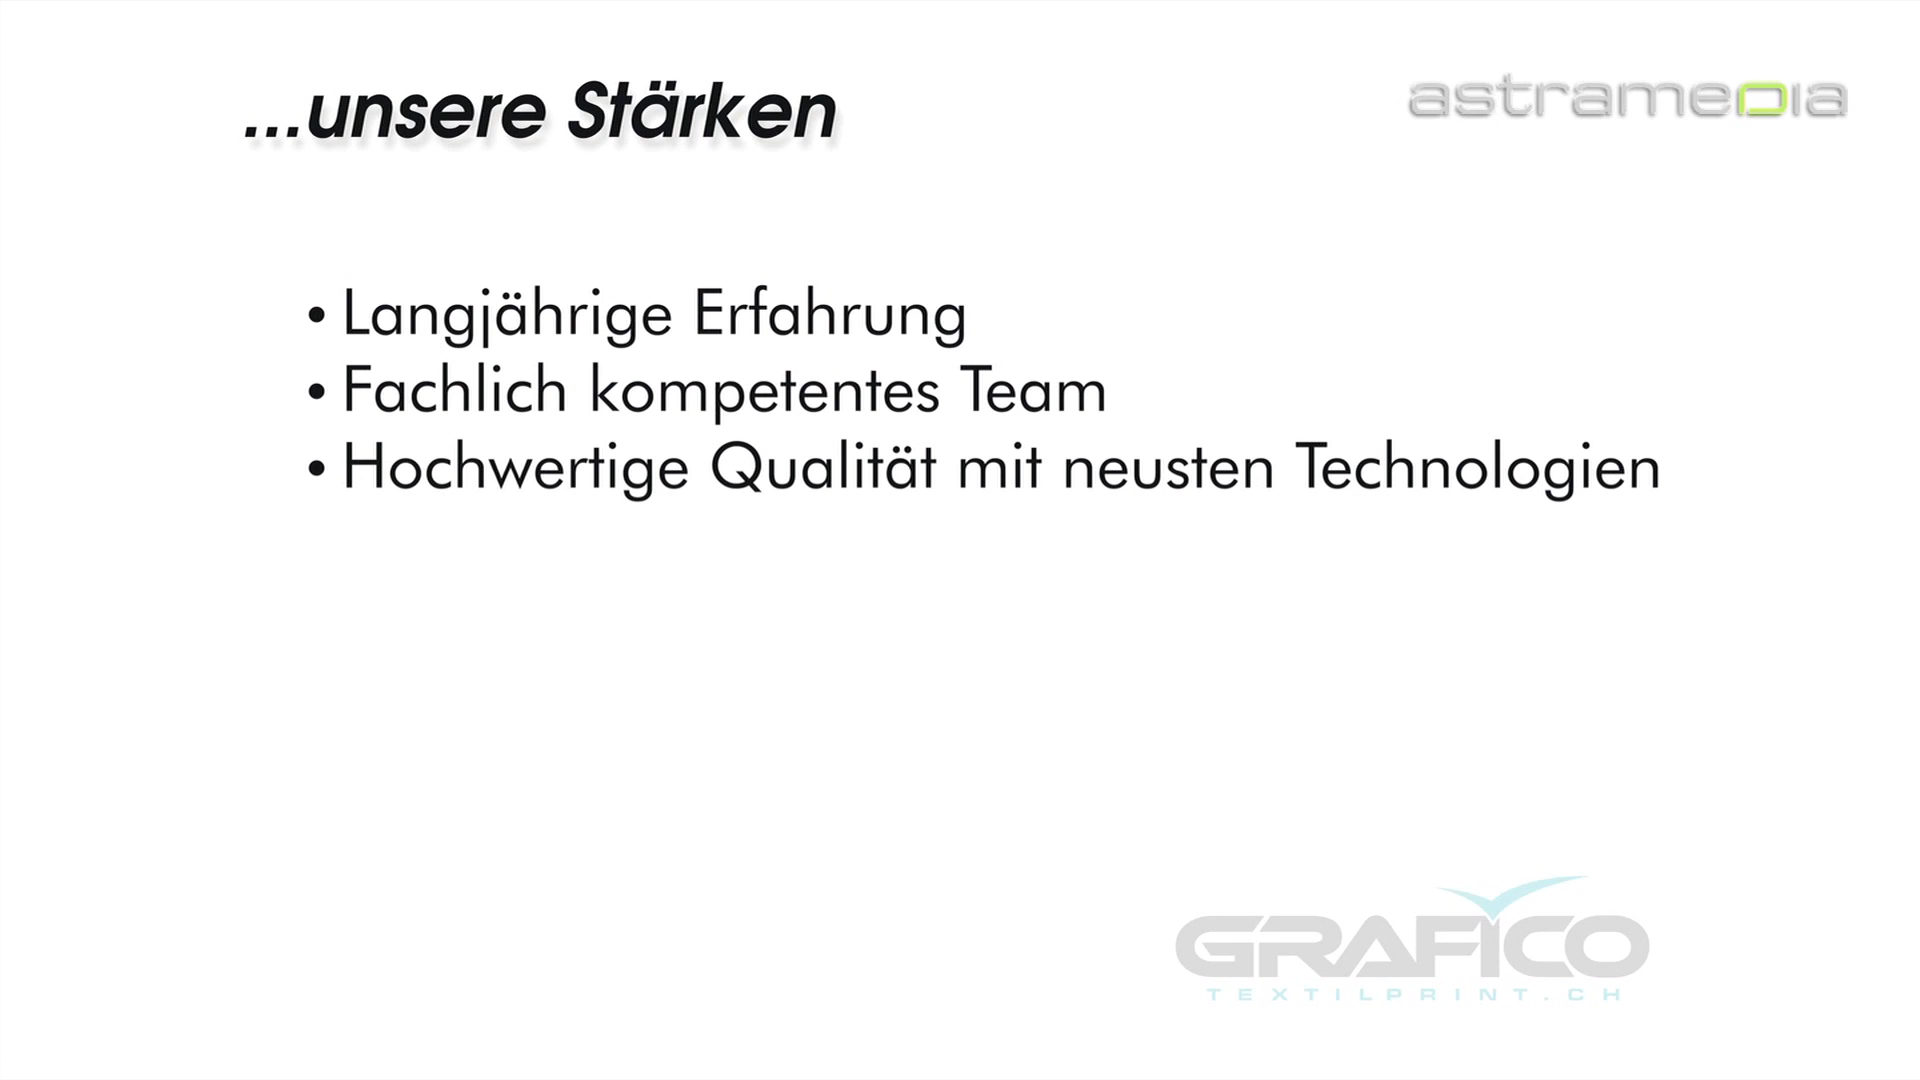 ...unsere Stärken
astramedia
• Langjährige Erfahrung
• Fachlich kompetentes Team
• Hochwertige Qualität mit neusten Technologien
GRAFICO
TEXTILPRINT.CH